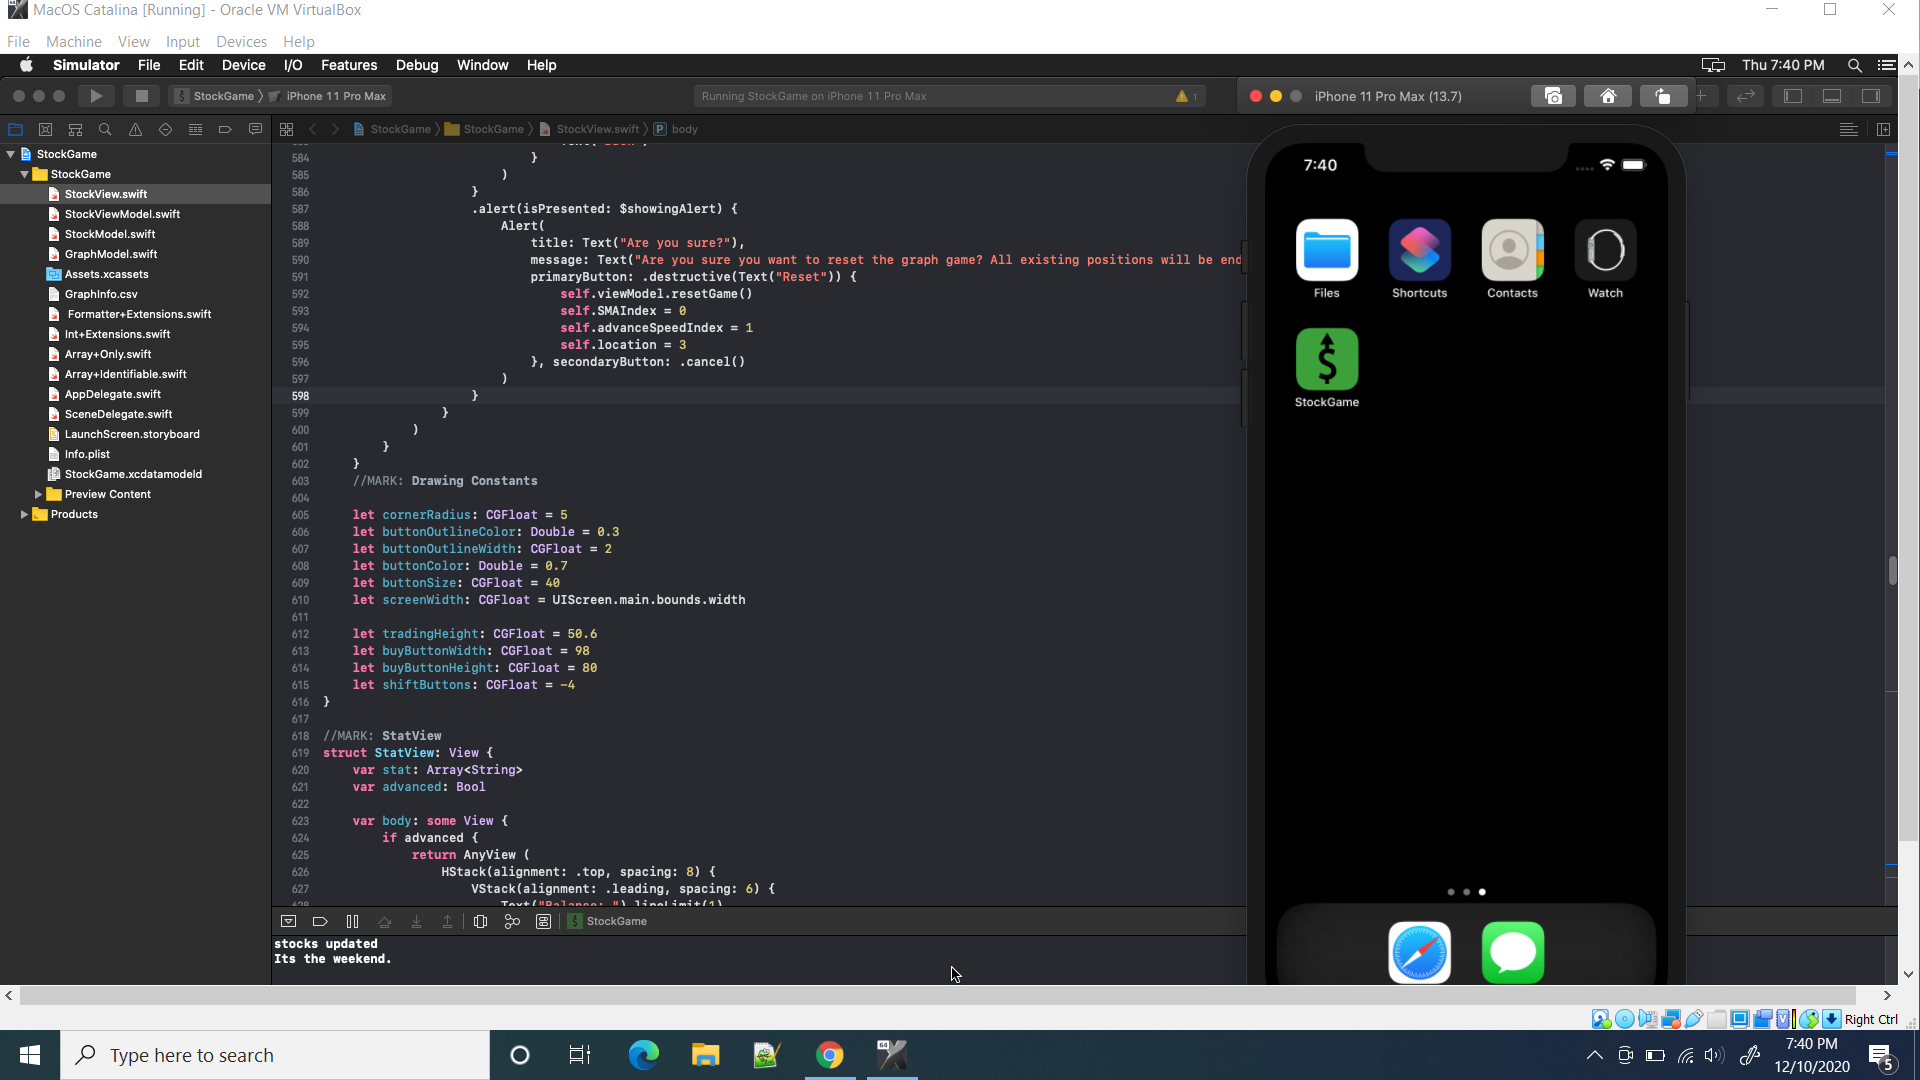 MacOS Catalina [Running] - Oracle VM VirtualBox
File Machine View Input Devices Help
Simulator File Edit Device I/O Features Debug Window Help
Thu 7:40 PM
StockGame 〉 iPhone 11 Pro Max
Running StockGame on iPhone 11 Pro Max
1
iPhone 11 Pro Max (13.7)
StockGame 〉 StockGame 〉 StockView.swift 〉 P body
StockGame
StockGame
StockView.swift
StockViewModel.swift
StockModel.swift
GraphModel.swift
Assets.xcassets
GraphInfo.csv
Formatter+Extensions.swift
Int+Extensions.swift
Array+Only.swift
Array+Identifiable.swift
AppDelegate.swift
SceneDelegate.swift
LaunchScreen.storyboard
Info.plist
StockGame.xcdatamodeld
Preview Content
Products
584 }
585 )
586 }
587 .alert(isPresented: $showingAlert) {
588 Alert(
589 title: Text("Are you sure?"),
590 message: Text("Are you sure you want to reset the graph game? All existing positions will be end
591 primaryButton: .destructive(Text("Reset")) {
592 self.viewModel.resetGame()
593 self.SMAIndex = 0
594 self.advanceSpeedIndex = 1
595 self.location = 3
596 }, secondaryButton: .cancel()
597 )
598 }
599 }
600 )
601 }
602 }
603 //MARK: Drawing Constants
604
605 let cornerRadius: CGFloat = 5
606 let buttonOutlineColor: Double = 0.3
607 let buttonOutlineWidth: CGFloat = 2
608 let buttonColor: Double = 0.7
609 let buttonSize: CGFloat = 40
610 let screenWidth: CGFloat = UIScreen.main.bounds.width
611
612 let tradingHeight: CGFloat = 50.6
613 let buyButtonWidth: CGFloat = 98
614 let buyButtonHeight: CGFloat = 80
615 let shiftButtons: CGFloat = -4
616 }
617
618 //MARK: StatView
619 struct StatView: View {
620 var stat: Array<String>
621 var advanced: Bool
622
623 var body: some View {
624 if advanced {
625 return AnyView (
626 HStack(alignment: .top, spacing: 8) {
627 VStack(alignment: .leading, spacing: 6) {
628 Text("Balance: ").lineLimit(1)
StockGame
stocks updated
Its the weekend.
7:40
Files Shortcuts Contacts Watch
StockGame
Right Ctrl
Type here to search
7:40 PM
12/10/2020
5